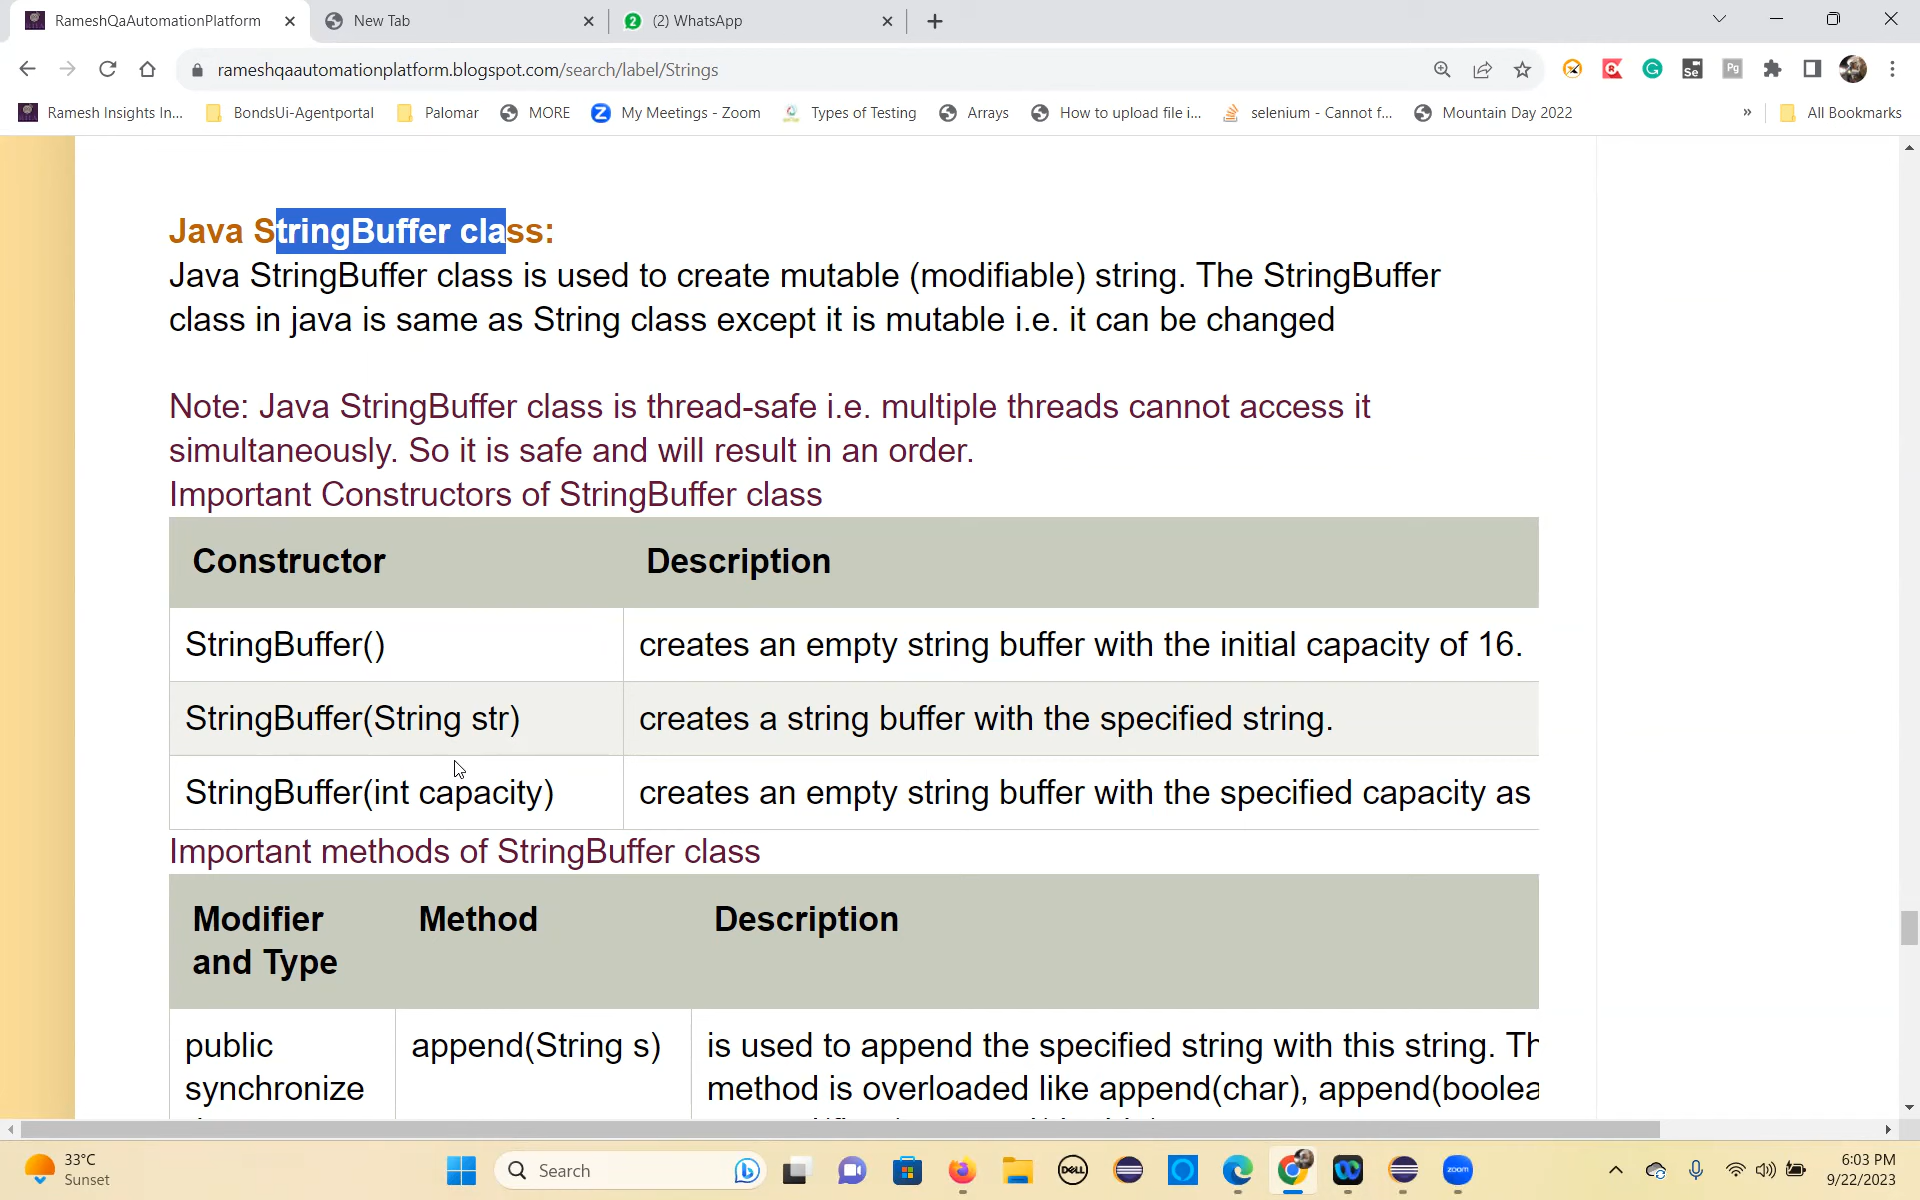 RameshQaAutomationPlatform
New Tab
(2) WhatsApp
rameshqaautomationplatform.blogspot.com/search/label/Strings
Ramesh Insights In...
BondsUi-Agentportal
Palomar
MORE
My Meetings - Zoom
Types of Testing
Arrays
How to upload file i...
selenium - Cannot f...
Mountain Day 2022
»
All Bookmarks
Java StringBuffer class:
Java StringBuffer class is used to create mutable (modifiable) string. The StringBuffer
class in java is same as String class except it is mutable i.e. it can be changed
Note: Java StringBuffer class is thread-safe i.e. multiple threads cannot access it
simultaneously. So it is safe and will result in an order.
Important Constructors of StringBuffer class
Constructor Description
StringBuffer() creates an empty string buffer with the initial capacity of 16.
StringBuffer(String str) creates a string buffer with the specified string.
StringBuffer(int capacity) creates an empty string buffer with the specified capacity as
Important methods of StringBuffer class
Modifier Method Description
and Type
public append(String s) is used to append the specified string with this string. Th
synchronize method is overloaded like append(char), append(boolea
33°C
Sunset
Search
DELL
zoom
6:03 PM
9/22/2023